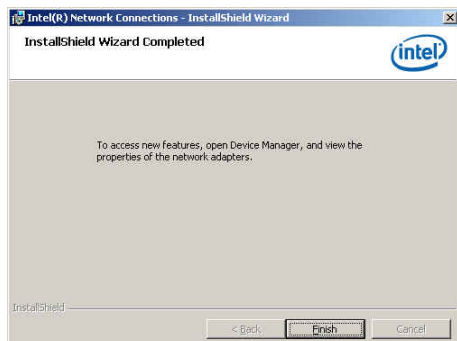 Intel(R) Network Connections - InstallShield Wizard
InstallShield Wizard Completed
intel
To access new features, open Device Manager, and view the
properties of the network adapters.
InstallShield
< Back
Finish
Cancel